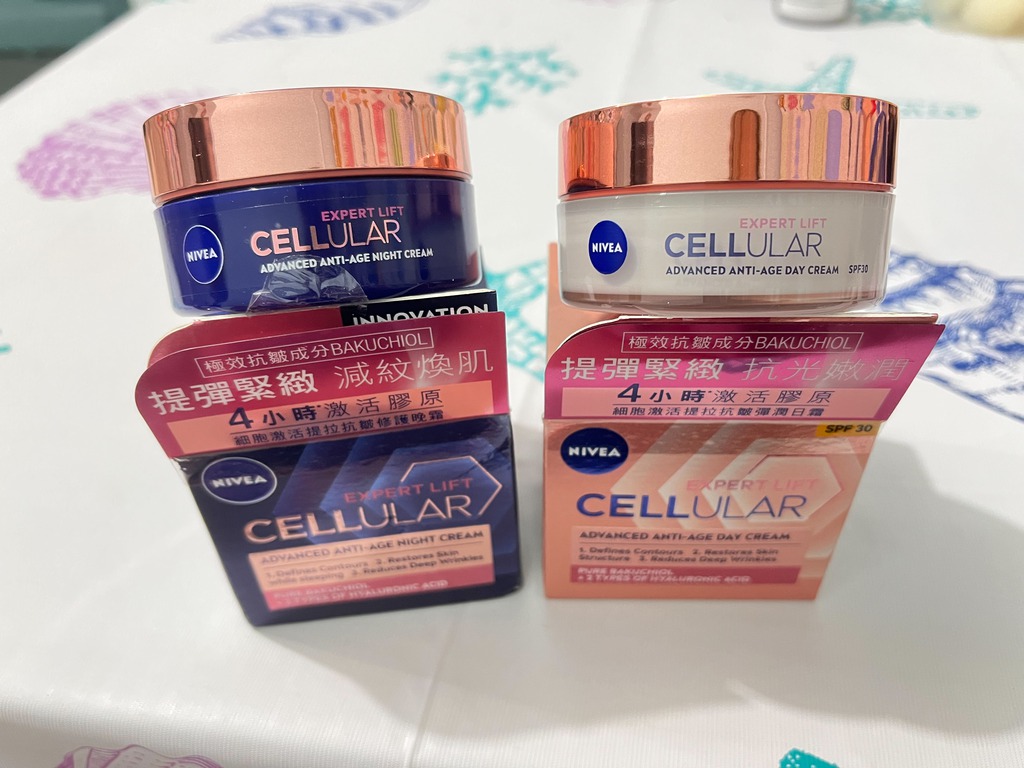 EXPERT LIFT
CELLULAR
ADVANCED ANTI-AGE NIGHT CREAM
NIVEA
INNOVATION
極效抗皺成分BAKUCHIOL
提彈緊緻 減紋煥肌
4小時*激活膠原
細胞激活提拉抗皺修護晚霜
NIVEA
EXPERT LIFT
CELLULAR
ADVANCED ANTI-AGE NIGHT CREAM
1. Defines Contours 2. Restores Skin
while sleeping 3. Reduces Deep Wrinkles
PURE BAKUCHIOL
+ 2 TYPES OF HYALURONIC ACID
EXPERT LIFT
NIVEA
CELLULAR
ADVANCED ANTI-AGE DAY CREAM SPF30
極效抗皺成分BAKUCHIOL
提彈緊緻 抗光嫩潤
4小時*激活膠原
細胞激活提拉抗皺彈潤日霜
SPF 30
NIVEA
EXPERT LIFT
CELLULAR
ADVANCED ANTI-AGE DAY CREAM
1. Defines Contours 2. Restores Skin
Structure 3. Reduces Deep Wrinkles
PURE BAKUCHIOL
+ 2 TYPES OF HYALURONIC ACID